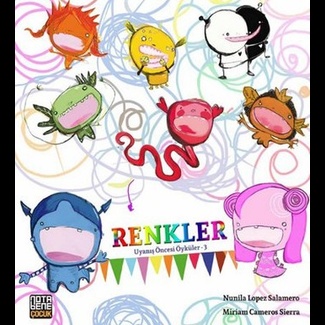 RENKLER
Uyanış Öncesi Öyküler - 3
Nunila Lopez Salamero
Miriam Cameros Sierra
NOTA
BENE
ÇOCUK